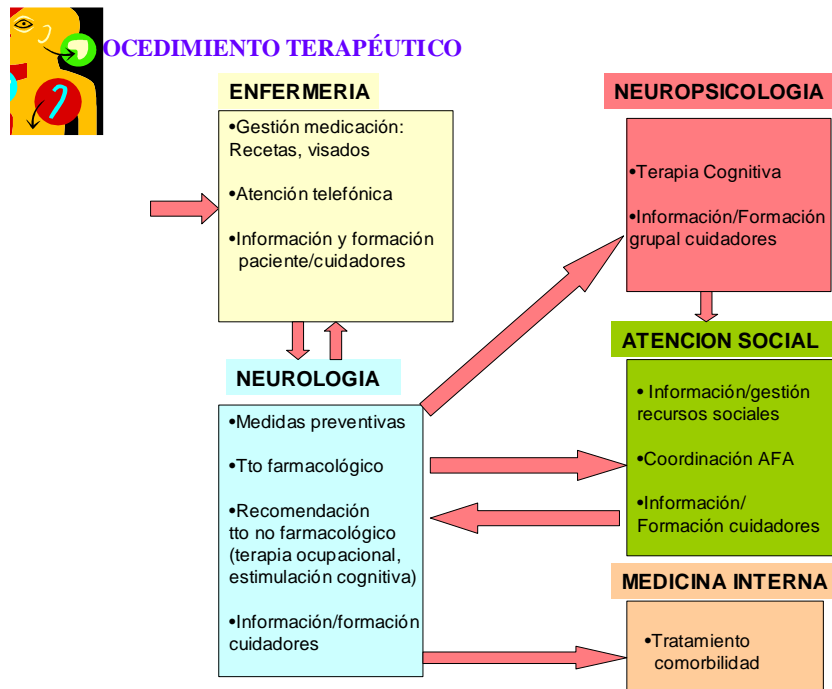 OCEDIMIENTO TERAPÉUTICO
ENFERMERIA
•Gestión medicación:
Recetas, visados
•Atención telefónica
•Información y formación
paciente/cuidadores
NEUROLOGIA
•Medidas preventivas
•Tto farmacológico
•Recomendación
tto no farmacológico
(terapia ocupacional,
estimulación cognitiva)
•Información/formación
cuidadores
NEUROPSICOLOGIA
•Terapia Cognitiva
•Información/Formación
grupal cuidadores
ATENCION SOCIAL
• Información/gestión
recursos sociales
•Coordinación AFA
•Información/
Formación cuidadores
MEDICINA INTERNA
•Tratamiento
comorbilidad